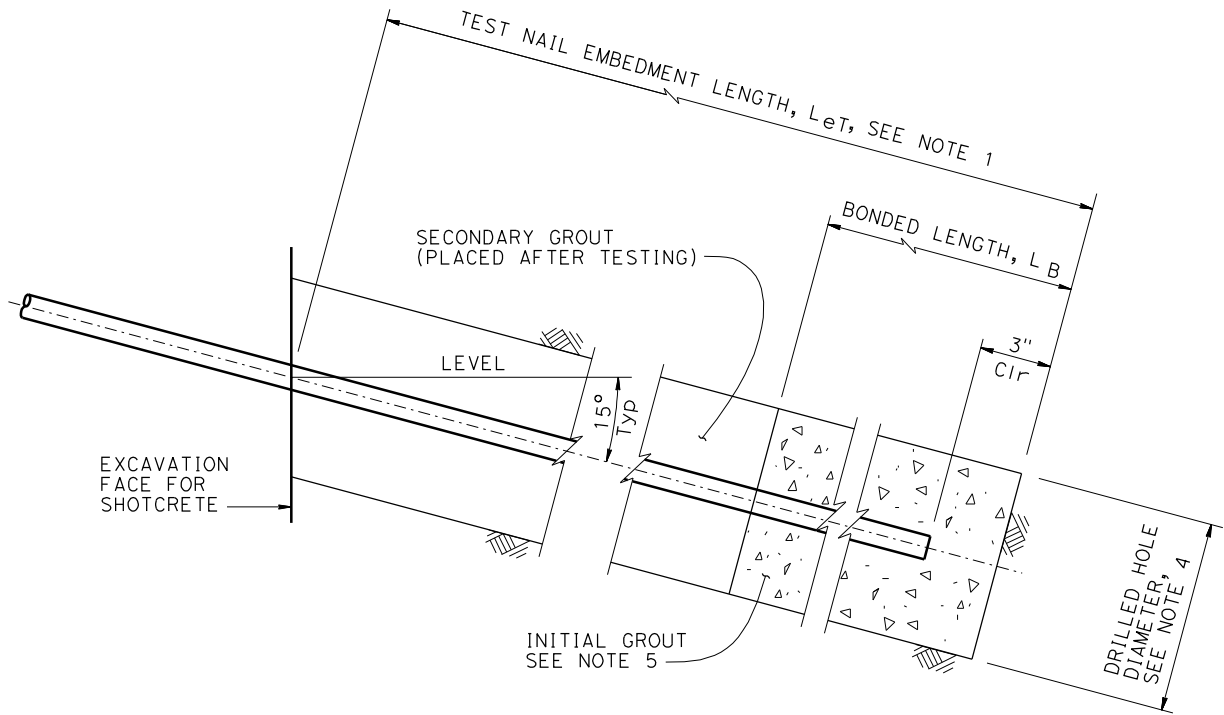 TEST NAIL EMBEDMENT LENGTH, LeT, SEE NOTE 1
BONDED LENGTH, L B
SECONDARY GROUT
(PLACED AFTER TESTING)
3"
Clr
LEVEL
15°
Typ
EXCAVATION
FACE FOR
SHOTCRETE
DRILLED HOLE
DIAMETER,
SEE NOTE 4
INITIAL GROUT
SEE NOTE 5